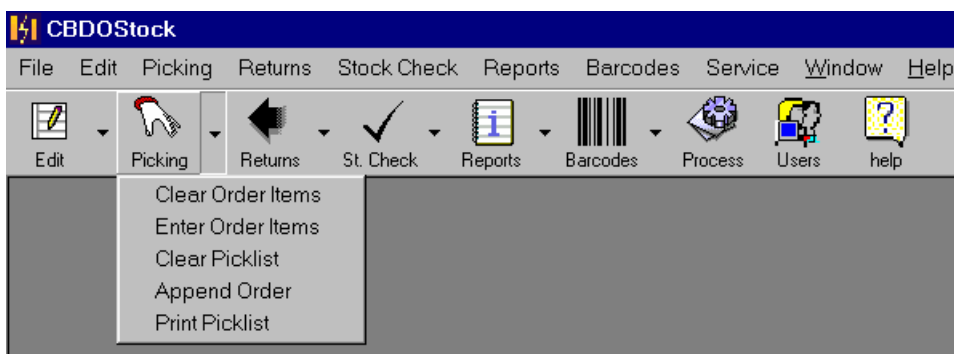 CBDOStock
File Edit Picking Returns Stock Check Reports Barcodes Service Window Help
Edit Picking Returns St. Check Reports Barcodes Process Users help
Clear Order Items
Enter Order Items
Clear Picklist
Append Order
Print Picklist